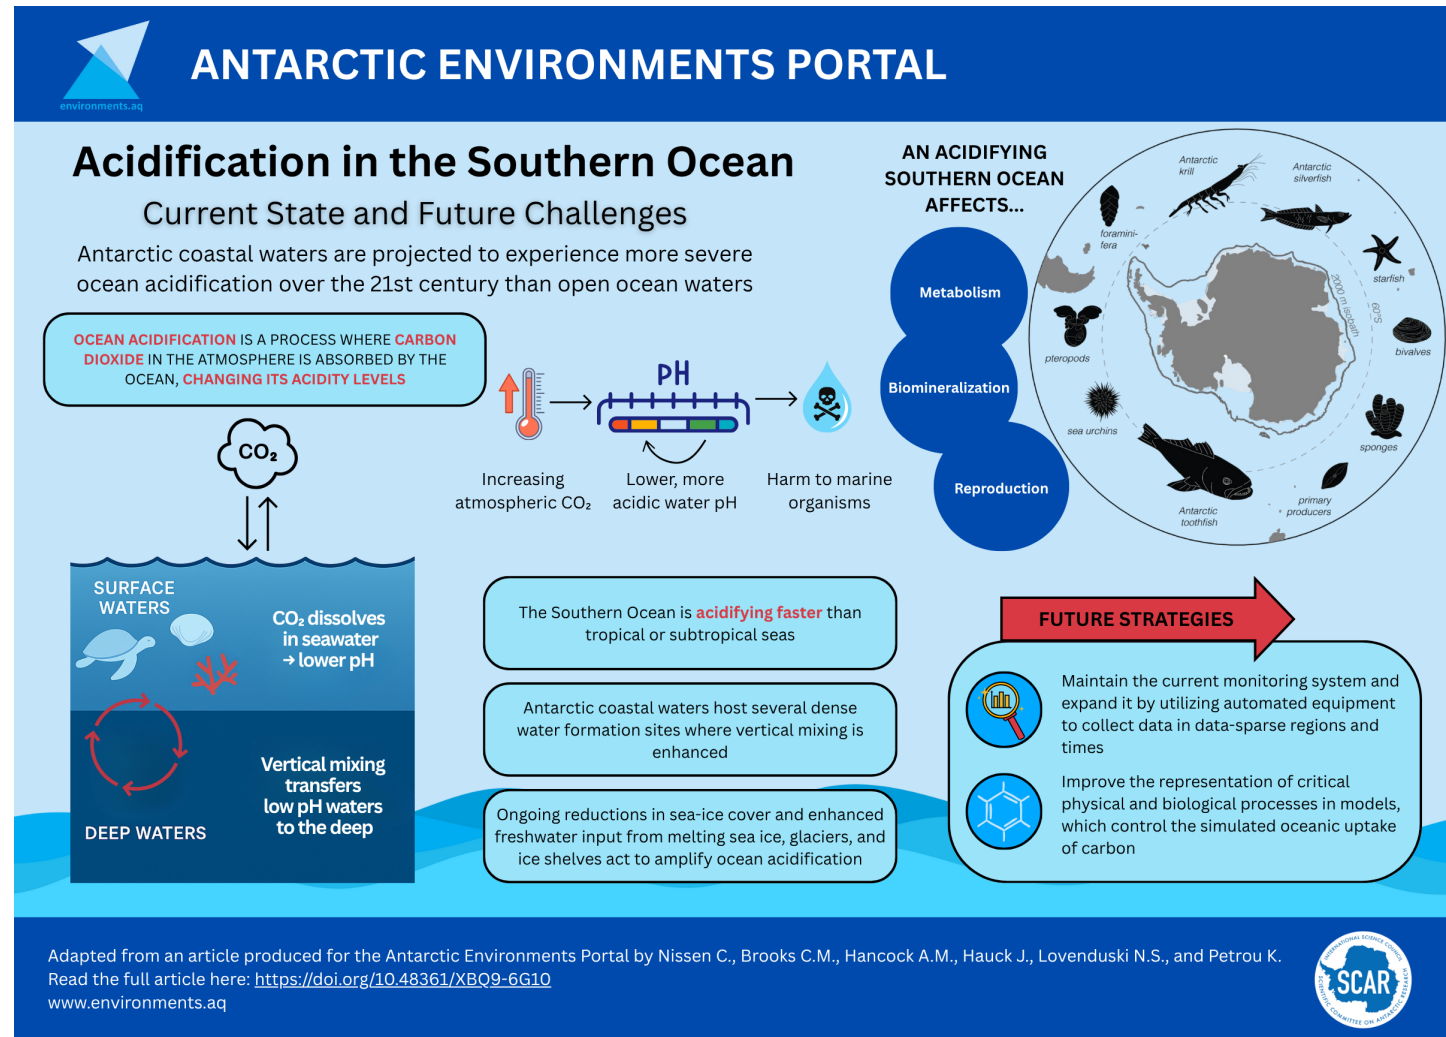 environments.aq
ANTARCTIC ENVIRONMENTS PORTAL
Acidification in the Southern Ocean
Current State and Future Challenges
Antarctic coastal waters are projected to experience more severe
ocean acidification over the 21st century than open ocean waters
OCEAN ACIDIFICATION IS A PROCESS WHERE CARBON
DIOXIDE IN THE ATMOSPHERE IS ABSORBED BY THE
OCEAN, CHANGING ITS ACIDITY LEVELS
CO₂
SURFACE
WATERS
CO₂ dissolves
in seawater
→ lower pH
Vertical mixing
transfers
low pH waters
to the deep
DEEP WATERS
PH
Increasing
atmospheric CO₂
Lower, more
acidic water pH
Harm to marine
organisms
AN ACIDIFYING
SOUTHERN OCEAN
AFFECTS...
Metabolism
Biomineralization
Reproduction
Antarctic
krill
Antarctic
silverfish
foramini-
fera
starfish
2000 m isobath
60°S
pteropods
bivalves
sea urchins
sponges
primary
producers
Antarctic
toothfish
The Southern Ocean is acidifying faster than
tropical or subtropical seas
Antarctic coastal waters host several dense
water formation sites where vertical mixing is
enhanced
Ongoing reductions in sea-ice cover and enhanced
freshwater input from melting sea ice, glaciers, and
ice shelves act to amplify ocean acidification
FUTURE STRATEGIES
Maintain the current monitoring system and
expand it by utilizing automated equipment
to collect data in data-sparse regions and
times
Improve the representation of critical
physical and biological processes in models,
which control the simulated oceanic uptake
of carbon
Adapted from an article produced for the Antarctic Environments Portal by Nissen C., Brooks C.M., Hancock A.M., Hauck J., Lovenduski N.S., and Petrou K.
Read the full article here: https://doi.org/10.48361/XBQ9-6G10
www.environments.aq
INTERNATIONAL SCIENCE COUNCIL
SCAR
SCIENTIFIC COMMITTEE ON ANTARCTIC RESEARCH